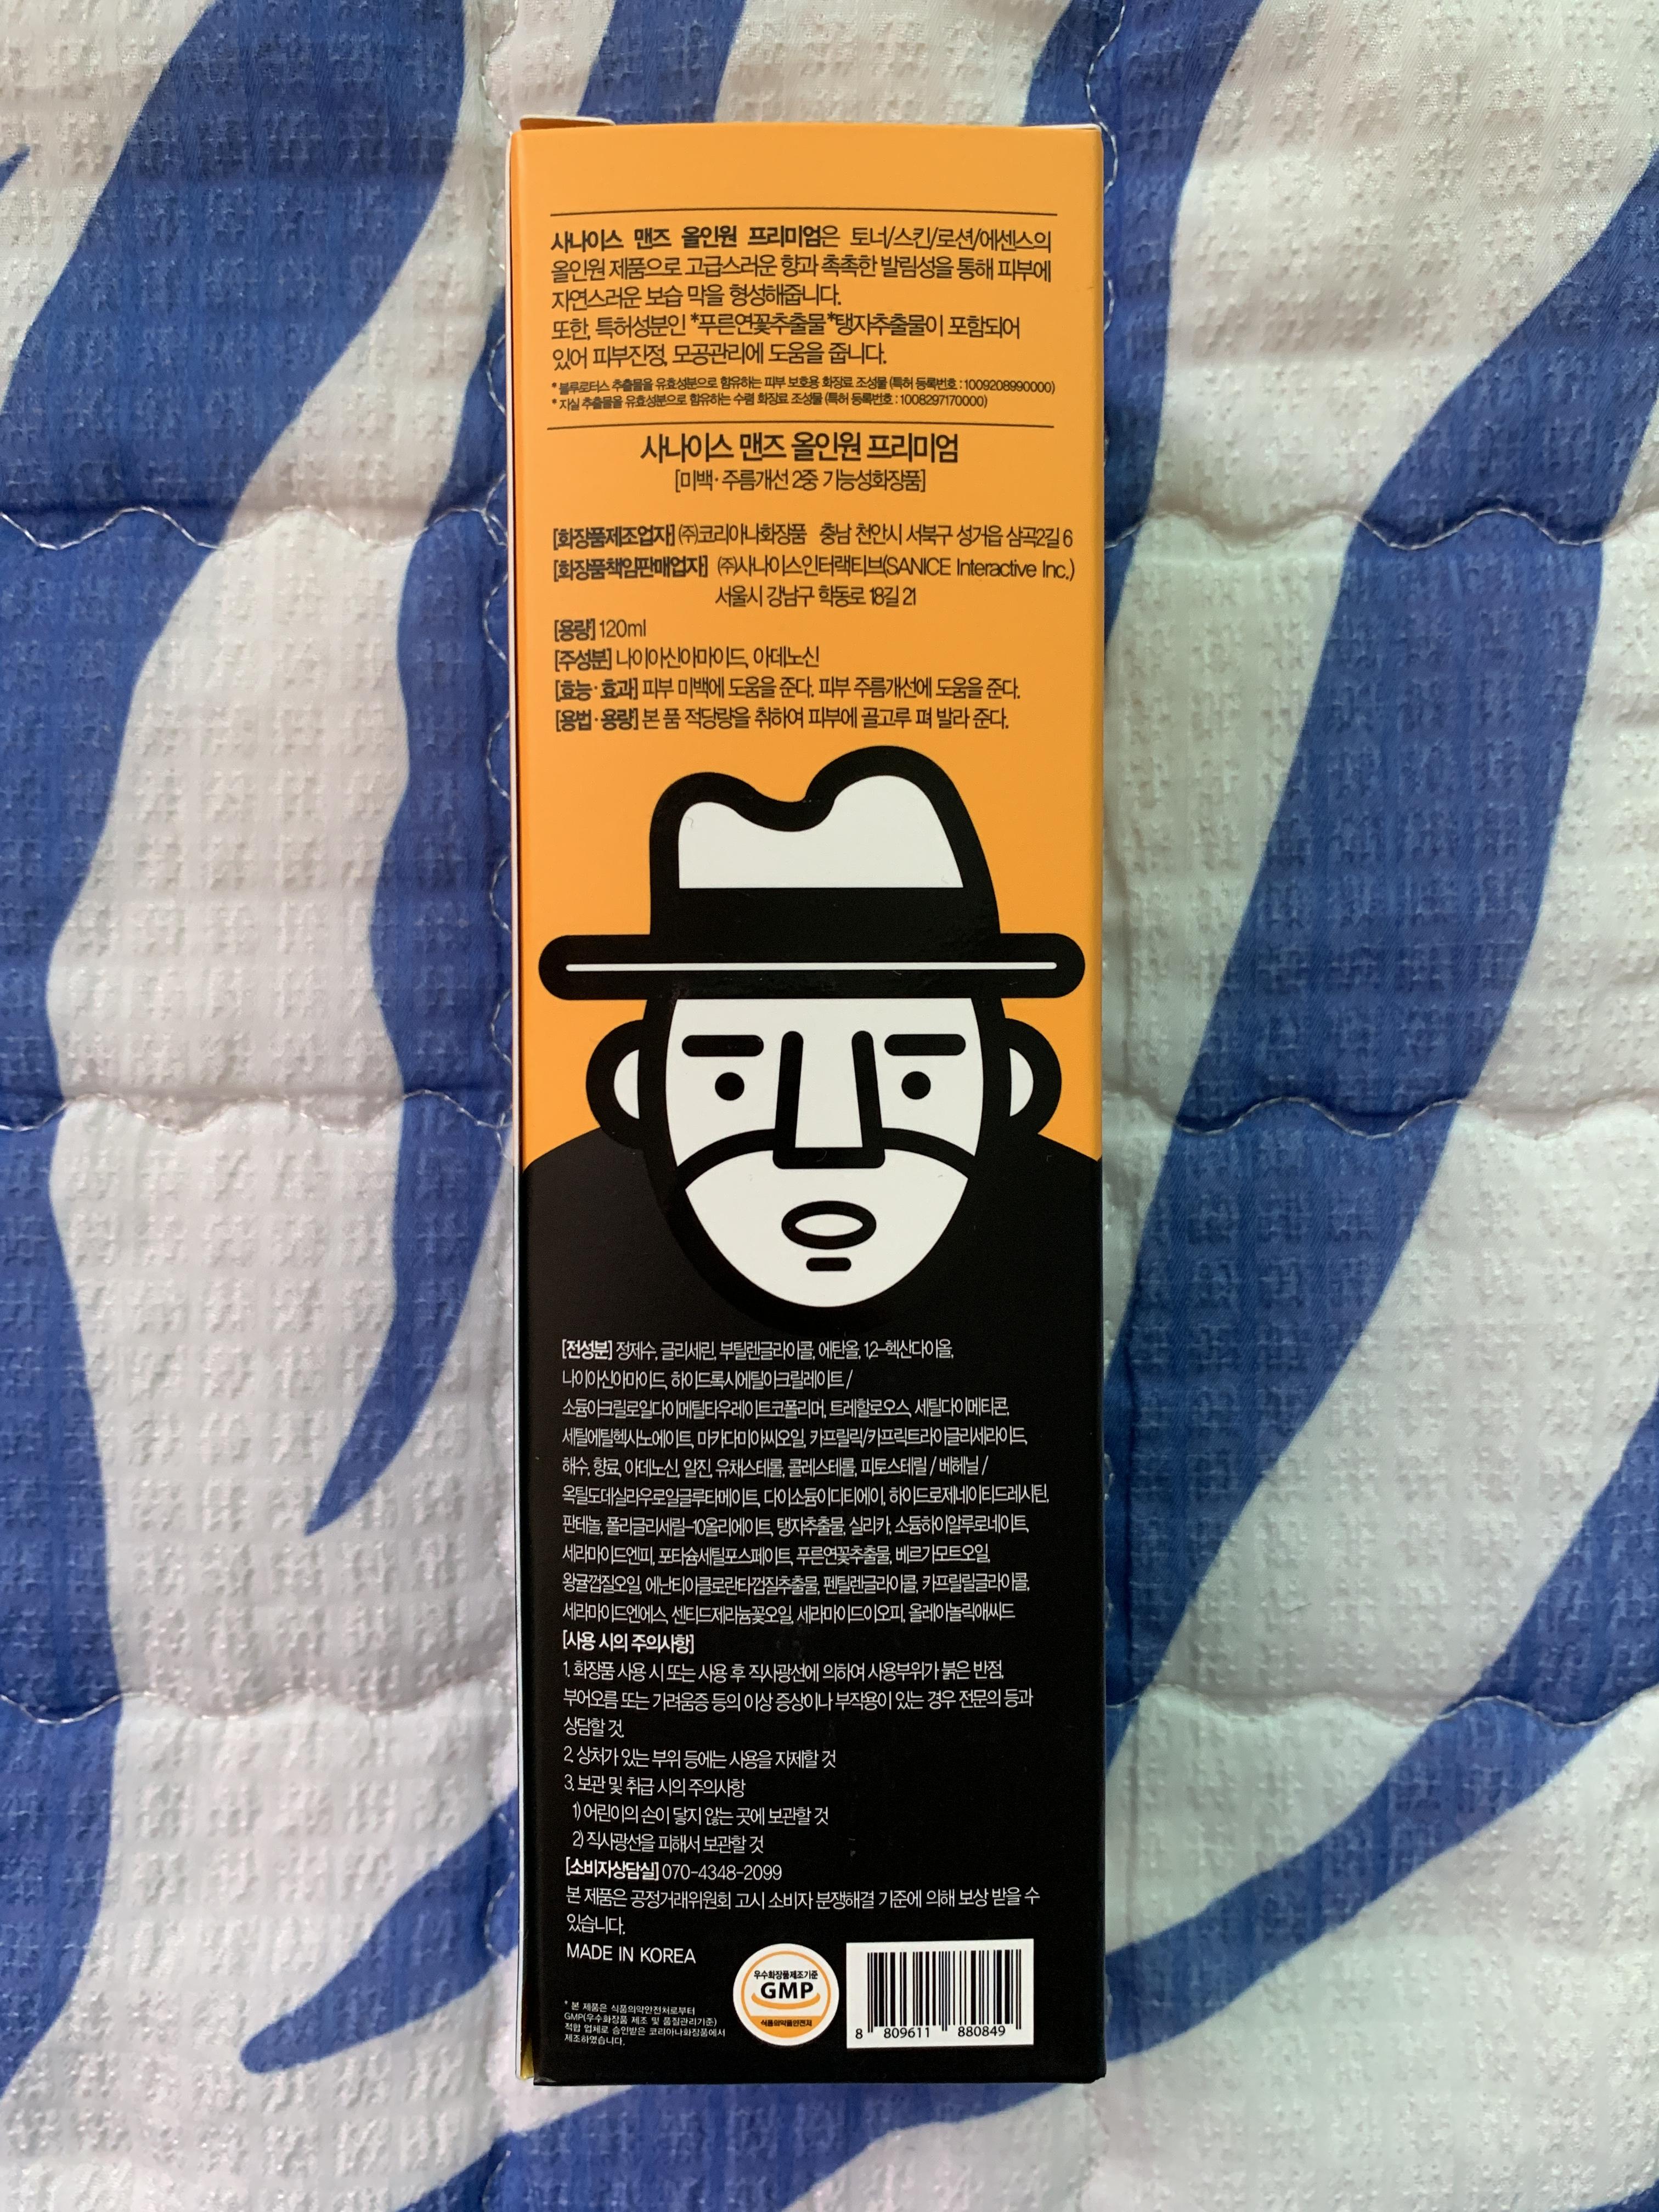 사나이스 맨즈 올인원 프리미엄은 토너/스킨/로션/에센스의
올인원 제품으로 고급스러운 향과 촉촉한 발림성을 통해 피부에
자연스러운 보습 막을 형성해줍니다.
또한, 특허성분인 *푸른연꽃추출물*탱자추출물이 포함되어
있어 피부진정, 모공관리에 도움을 줍니다.
* 블루로터스 추출물을 유효성분으로 함유하는 피부 보호용 화장료 조성물 (특허 등록번호 : 1009208990000)
* 지실 추출물을 유효성분으로 함유하는 수렴 화장료 조성물 (특허 등록번호 : 1008297170000)
사나이스 맨즈 올인원 프리미엄
[미백·주름개선 2중 기능성화장품]
[화장품제조업자] ㈜코리아나화장품 충남 천안시 서북구 성거읍 삼곡2길 6
[화장품책임판매업자] ㈜사나이스인터랙티브(SANICE Interactive Inc.)
서울시 강남구 학동로 18길 21
[용량] 120ml
[주성분] 나이아신아마이드, 아데노신
[효능·효과] 피부 미백에 도움을 준다. 피부 주름개선에 도움을 준다.
[용법·용량] 본 품 적당량을 취하여 피부에 골고루 펴 발라 준다.
[전성분] 정제수, 글리세린, 부틸렌글라이콜, 에탄올, 1,2-헥산다이올,
나이아신아마이드, 하이드록시에틸아크릴레이트 /
소듐아크릴로일다이메틸타우레이트코폴리머, 트레할로오스, 세틸다이메티콘,
세틸에틸헥사노에이트, 마카다미아씨오일, 카프릴릭/카프릭트라이글리세라이드,
해수, 향료, 아데노신, 알진, 유채스테롤, 콜레스테롤, 피토스테릴 / 베헤닐 /
옥틸도데실라우로일글루타메이트, 다이소듐이디티에이, 하이드로제네이티드레시틴,
판테놀, 폴리글리세릴-10올리에이트, 탱자추출물, 실리카, 소듐하이알루로네이트,
세라마이드엔피, 포타슘세틸포스페이트, 푸른연꽃추출물, 베르가모트오일,
왕귤껍질오일, 에난티아클로란타껍질추출물, 펜틸렌글라이콜, 카프릴릴글라이콜,
세라마이드엔에스, 센티드제라늄꽃오일, 세라마이드이오피, 올레아놀릭애씨드
[사용 시의 주의사항]
1. 화장품 사용 시 또는 사용 후 직사광선에 의하여 사용부위가 붉은 반점,
부어오름 또는 가려움증 등의 이상 증상이나 부작용이 있는 경우 전문의 등과
상담할 것.
2. 상처가 있는 부위 등에는 사용을 자제할 것
3. 보관 및 취급 시의 주의사항
1) 어린이의 손이 닿지 않는 곳에 보관할 것
2) 직사광선을 피해서 보관할 것
[소비자상담실] 070-4348-2099
본 제품은 공정거래위원회 고시 소비자 분쟁해결 기준에 의해 보상 받을 수
있습니다.
MADE IN KOREA
* 본 제품은 식품의약안전처로부터
GMP(우수화장품 제조 및 품질관리기준)
적합 업체로 승인받은 코리아나화장품에서
제조하였습니다.
우수화장품제조기준
GMP
식품의약품안전처
8 809611 880849